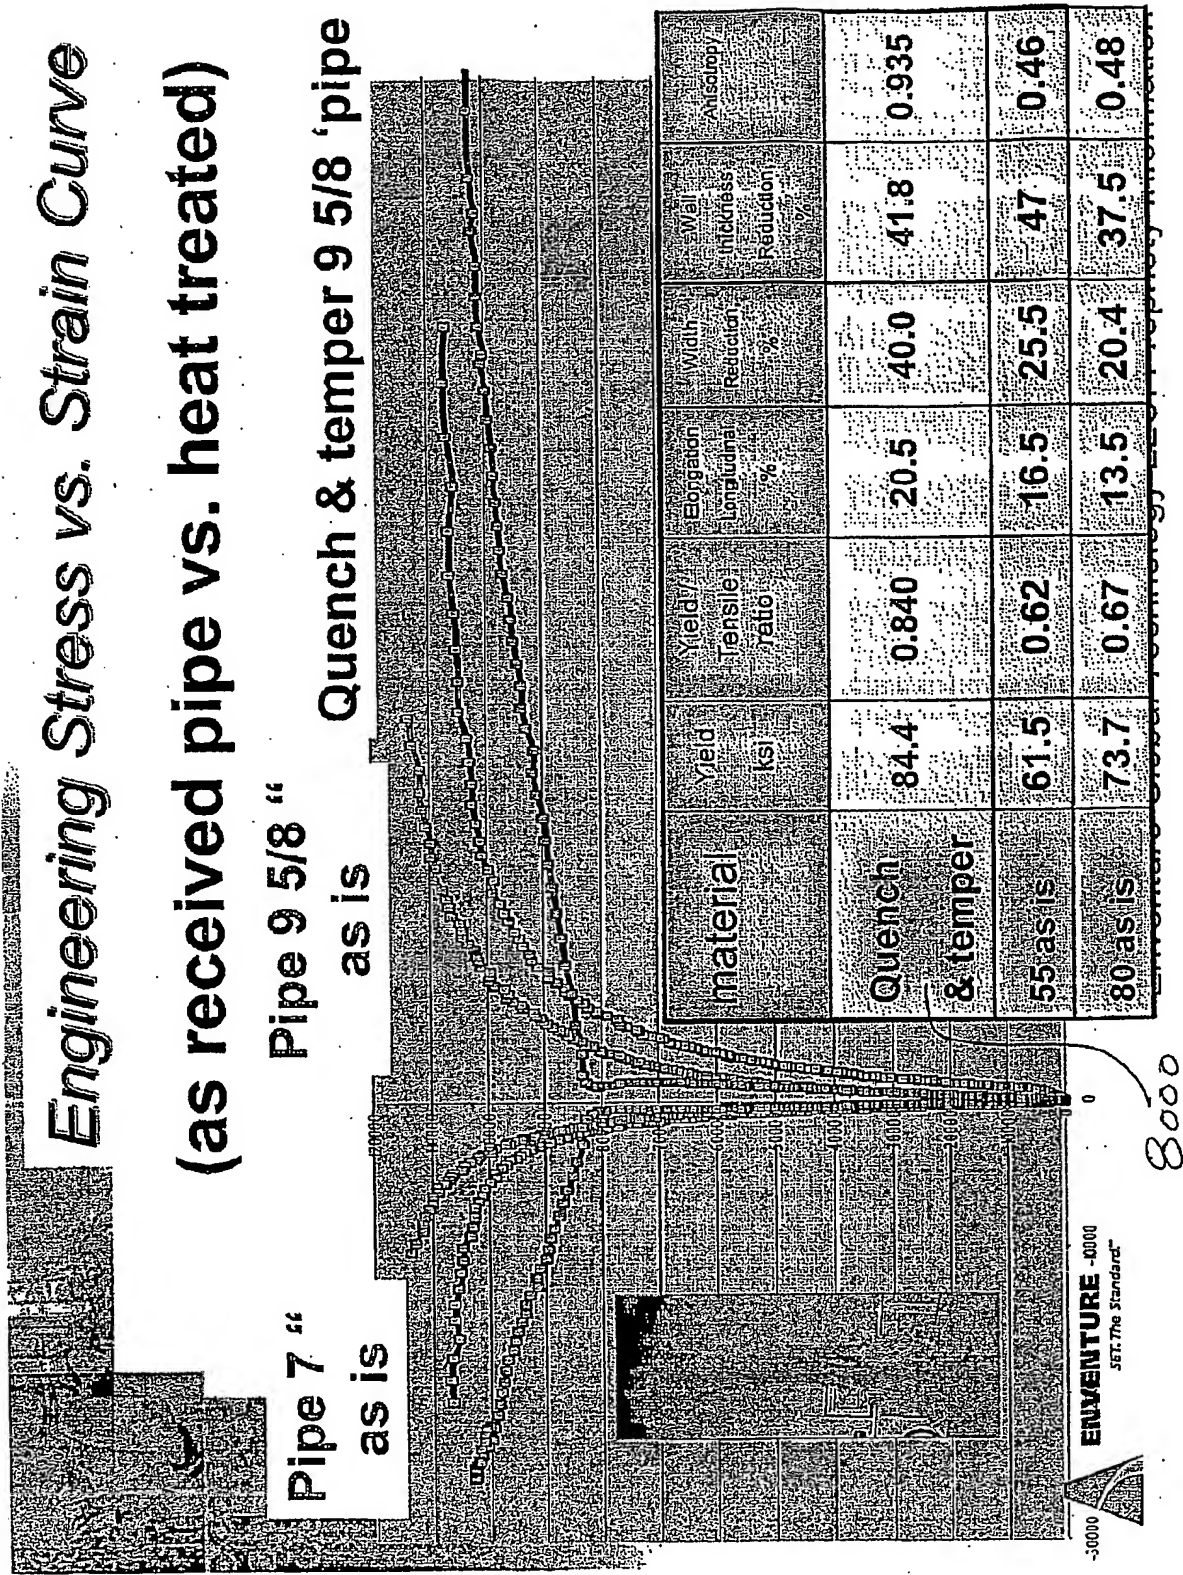 Engineering Stress vs. Strain Curve
(as received pipe vs. heat treated)
Pipe 7 “
as is
Pipe 9 5/8 “
as is
Quench & temper 9 5/8 ‘pipe
material
Yield
ksi
Yield/
Tensile
ratio
Elongation
Longitudinal
%
Width
Reduction
%
Wall
thickness
Reduction
%
Anisotropy
Quench
& temper
84.4
0.840
20.5
40.0
41.8
0.935
55 as is
61.5
0.62
16.5
25.5
47
0.46
80 as is
73.7
0.67
13.5
20.4
37.5
0.48
-30000
0
ENVENTURE
SET. The Standard.™
8000